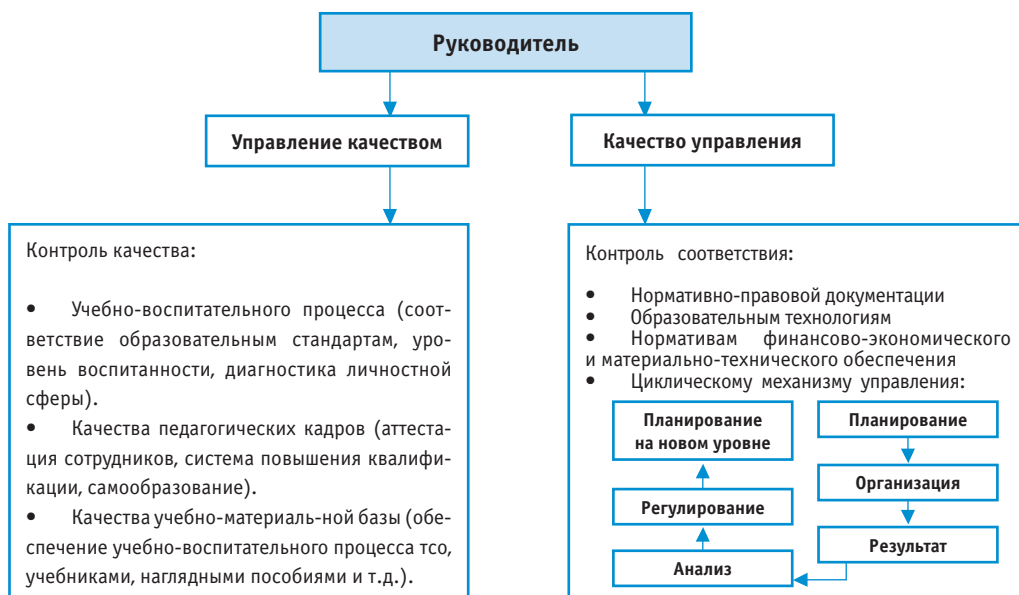 Руководитель
Управление качеством
Качество управления
Контроль качества:
• Учебно-воспитательного процесса (соот-
ветствие образовательным стандартам, уро-
вень воспитанности, диагностика личностной
сферы).
• Качества педагогических кадров (аттеста-
ция сотрудников, система повышения квалифи-
кации, самообразование).
• Качества учебно-материаль-ной базы (обе-
спечение учебно-воспитательного процесса тсо,
учебниками, наглядными пособиями и т.д.).
Контроль соответствия:
• Нормативно-правовой документации
• Образовательным технологиям
• Нормативам финансово-экономического
и материально-технического обеспечения
• Циклическому механизму управления:
Планирование
Организация
Результат
Анализ
Регулирование
Планирование
на новом уровне